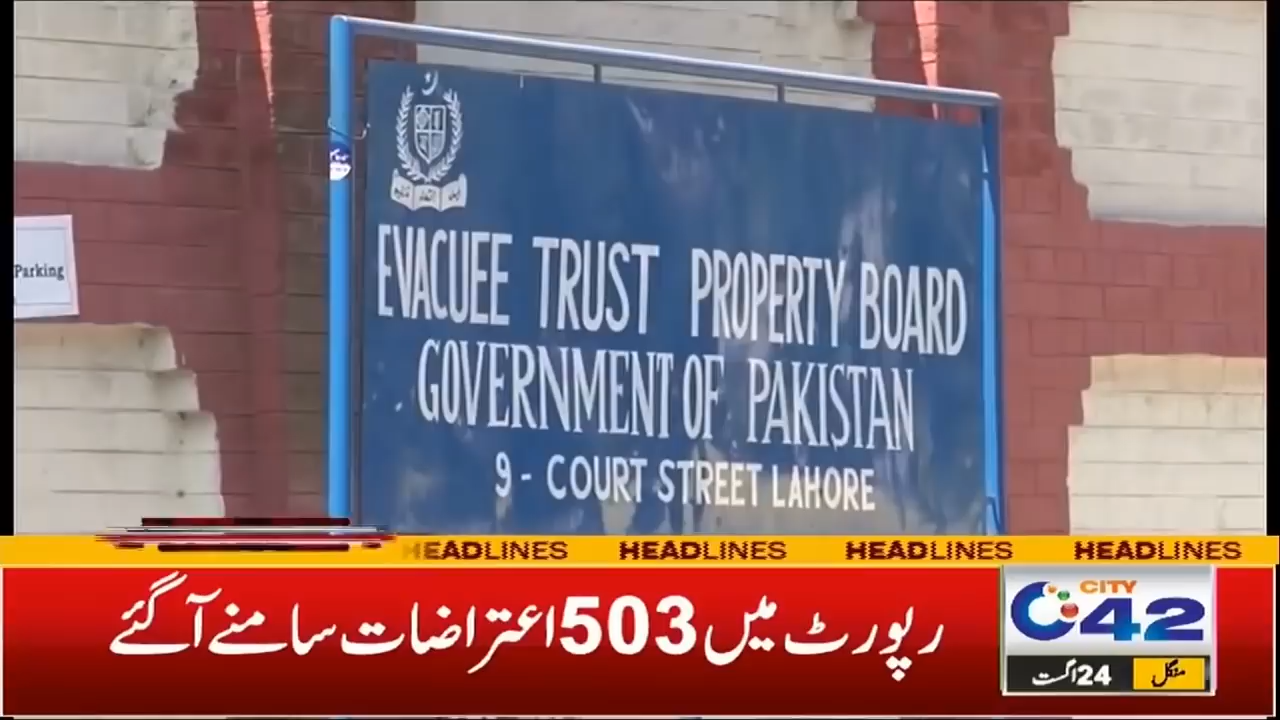 Parking
EVACUEE TRUST PROPERTY BOARD
GOVERNMENT OF PAKISTAN
9 - COURT STREET LAHORE
HEADLINES HEADLINES HEADLINES HEADLINES
رپورٹ میں 503 اعتراضات سامنے آگئے
CITY
42
منگل 24 اگست